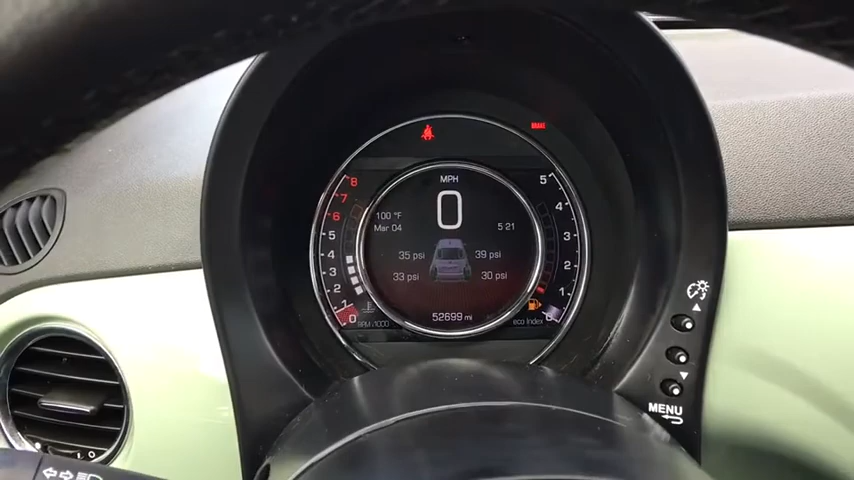 BRAKE
MPH
0
100 °F
Mar 04
5 21
35 psi
39 psi
33 psi
30 psi
52699 mi
8
7
6
5
4
3
2
1
0
RPM x1000
5
4
3
2
1
0
eco Index
MENU